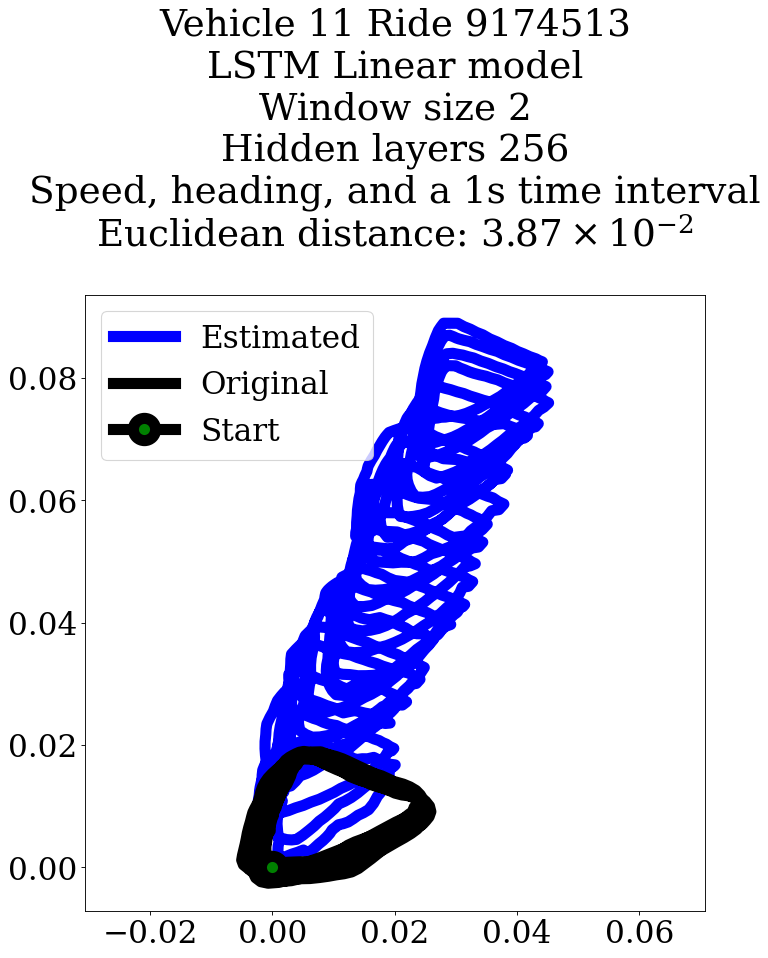 Vehicle 11 Ride 9174513
LSTM Linear model
Window size 2
Hidden layers 256
Speed, heading, and a 1s time interval
Euclidean distance: 3.87 × 10⁻²
Estimated
Original
Start
0.08
0.06
0.04
0.02
0.00
−0.02 0.00 0.02 0.04 0.06